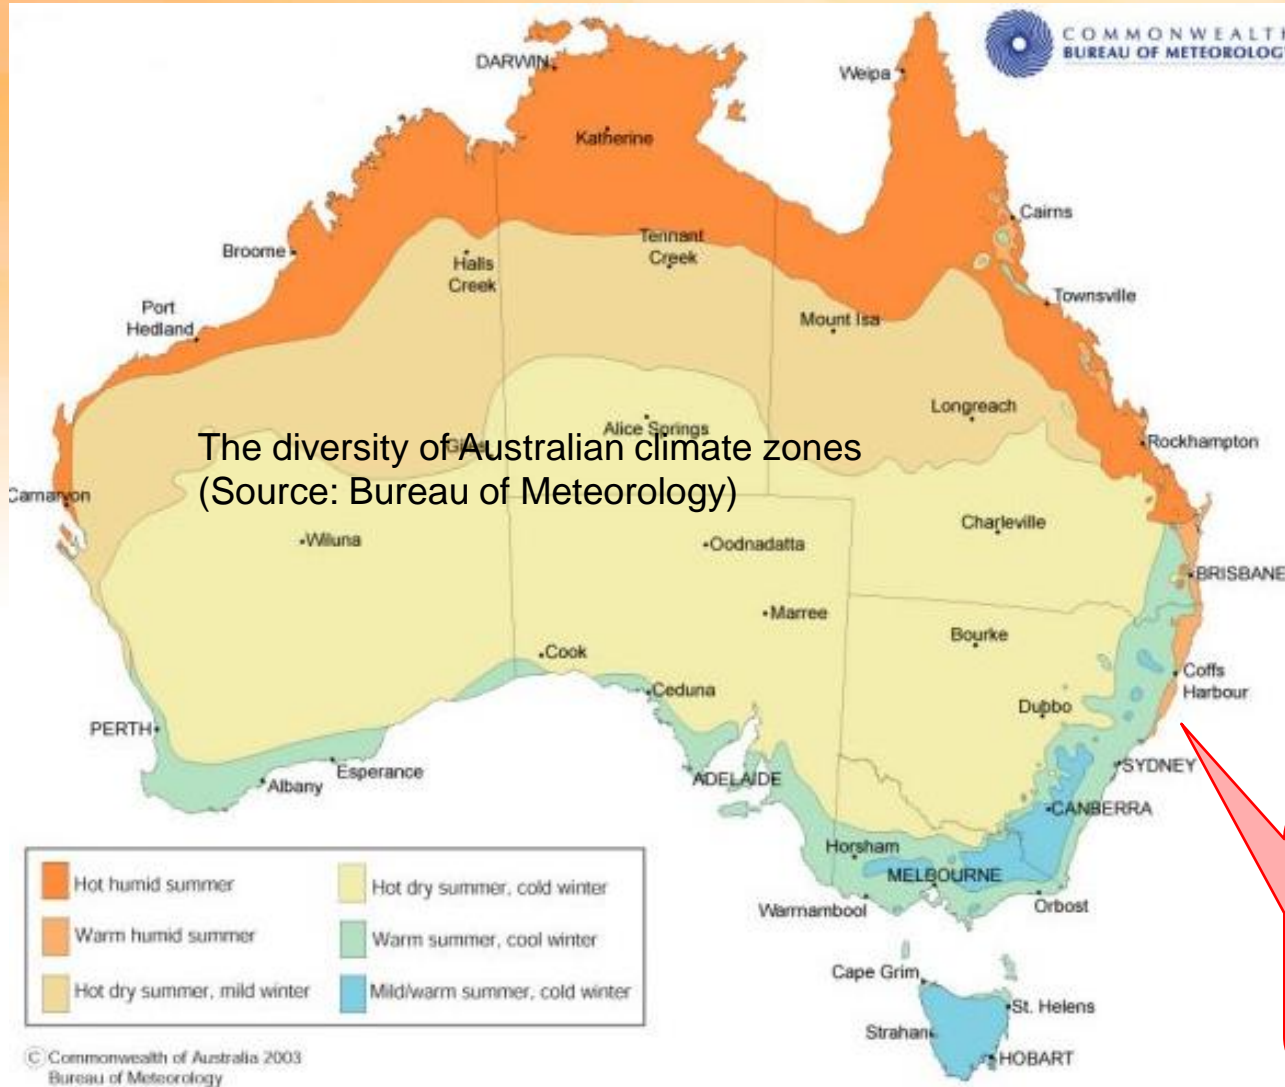 COMMONWEALTH
BUREAU OF METEOROLOGY
DARWIN
Weipa
Katherine
Cairns
Broome
Halls
Creek
Tennant
Creek
Port
Hedland
Townsville
Mount Isa
Longreach
Alice Springs
Giles
Rockhampton
The diversity of Australian climate zones
(Source: Bureau of Meteorology)
Carnarvon
Charleville
Wiluna
Oodnadatta
BRISBANE
Marree
Bourke
Cook
Coffs
Harbour
Ceduna
Dubbo
PERTH
SYDNEY
Esperance
ADELAIDE
Albany
CANBERRA
Horsham
MELBOURNE
Warrnambool
Orbost
Hot humid summer
Hot dry summer, cold winter
Warm humid summer
Warm summer, cool winter
Hot dry summer, mild winter
Mild/warm summer, cold winter
Cape Grim
St. Helens
Strahan
HOBART
© Commonwealth of Australia 2003
Bureau of Meteorology